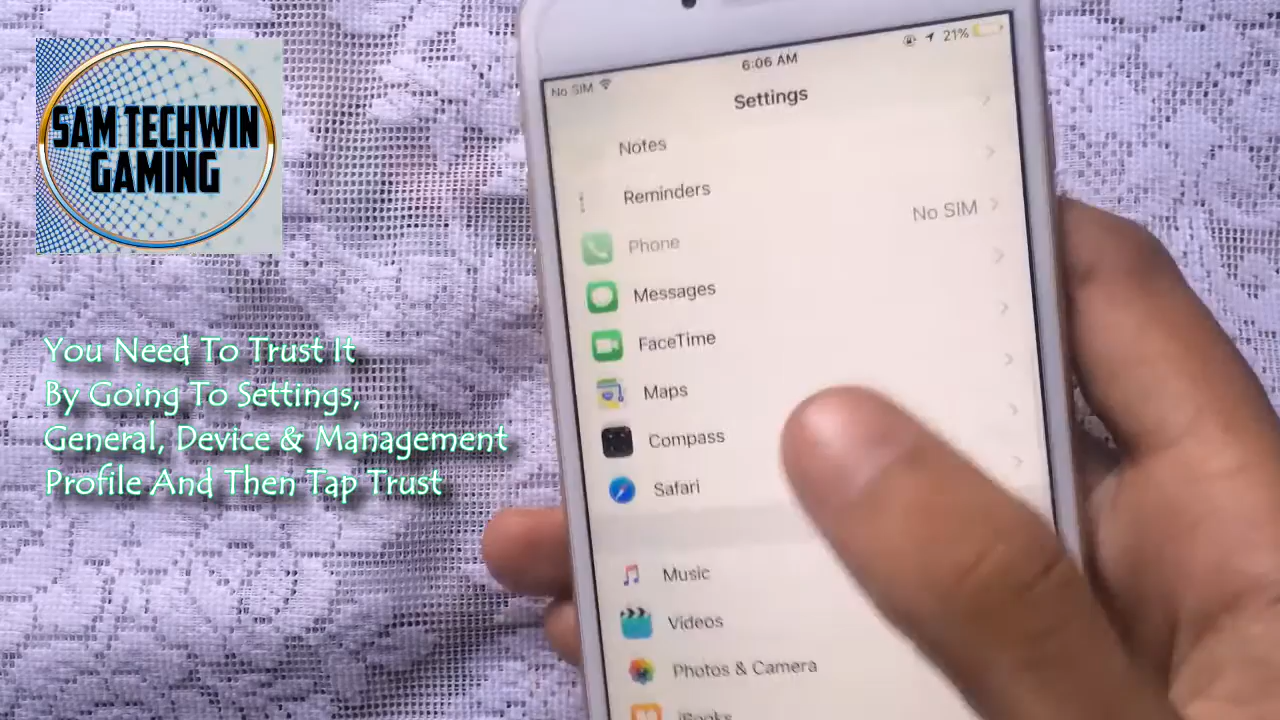 SAM TECHWIN
GAMING
You Need To Trust It
By Going To Settings,
General, Device & Management
Profile And Then Tap Trust
No SIM
6:06 AM
21%
Settings
Notes
Reminders
Phone
No SIM
Messages
FaceTime
Maps
Compass
Safari
Music
Videos
Photos & Camera
iBooks